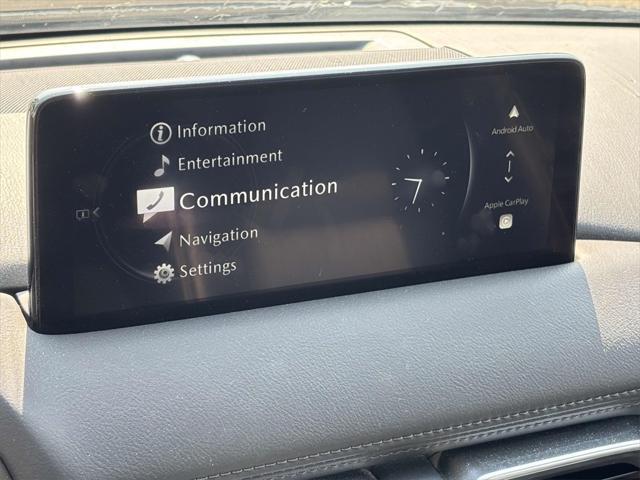 Information
Entertainment
Communication
Navigation
Settings
Android Auto
Apple CarPlay